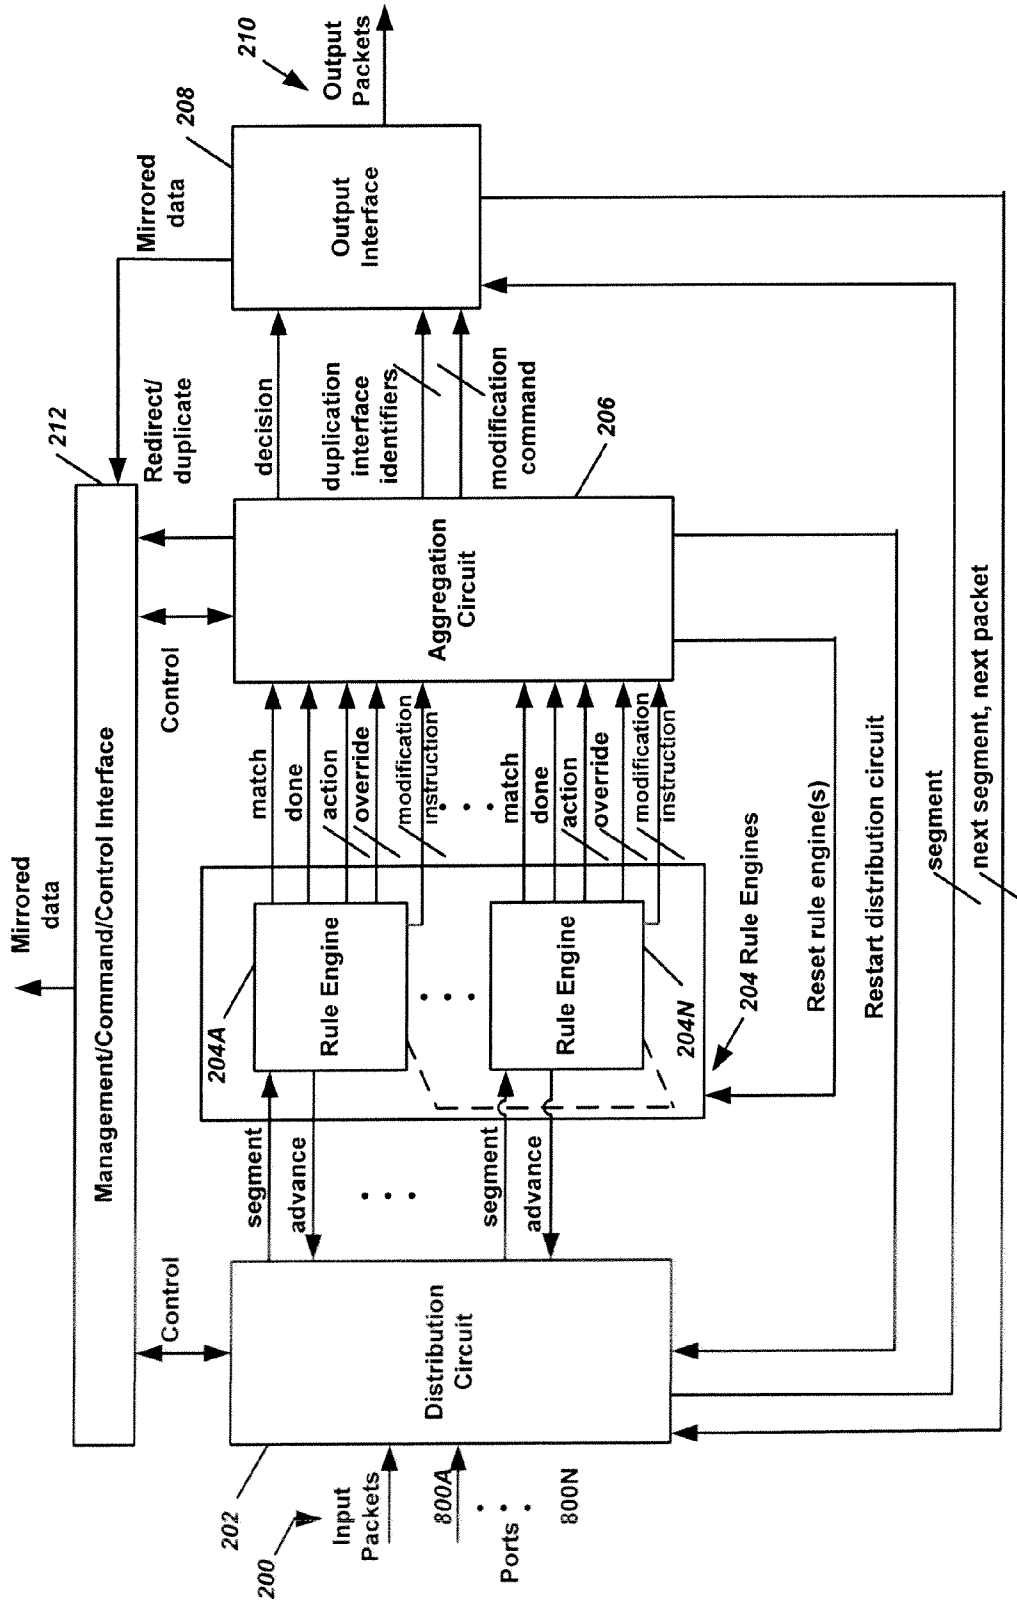 Mirrored
data
212
Management/Command/Control Interface
Control
Control
Redirect/
duplicate
Mirrored
data
208
210
202
200
Input
Packets
800A
Ports
800N
Distribution
Circuit
segment
advance
segment
advance
204A
Rule Engine
Rule Engine
204N
204 Rule Engines
match
done
action
override
modification
instruction
match
done
action
override
modification
instruction
Aggregation
Circuit
206
decision
duplication
interface
identifiers
modification
command
Output
Interface
Output
Packets
Reset rule engine(s)
Restart distribution circuit
segment
next segment, next packet